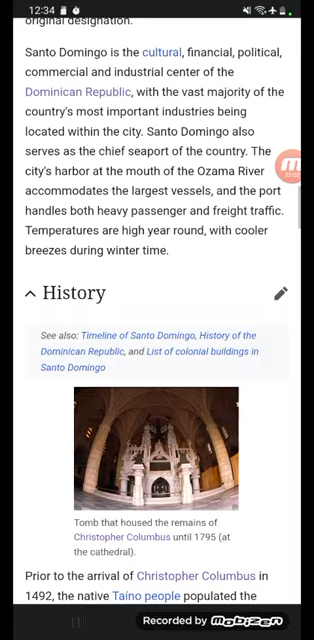 12:34
original designation.
Santo Domingo is the cultural, financial, political,
commercial and industrial center of the
Dominican Republic, with the vast majority of the
country's most important industries being
located within the city. Santo Domingo also
serves as the chief seaport of the country. The
city's harbor at the mouth of the Ozama River
accommodates the largest vessels, and the port
handles both heavy passenger and freight traffic.
Temperatures are high year round, with cooler
breezes during winter time.
History
See also: Timeline of Santo Domingo, History of the
Dominican Republic, and List of colonial buildings in
Santo Domingo
Tomb that housed the remains of
Christopher Columbus until 1795 (at
the cathedral).
Prior to the arrival of Christopher Columbus in
1492, the native Taíno people populated the
Recorded by Mobizen